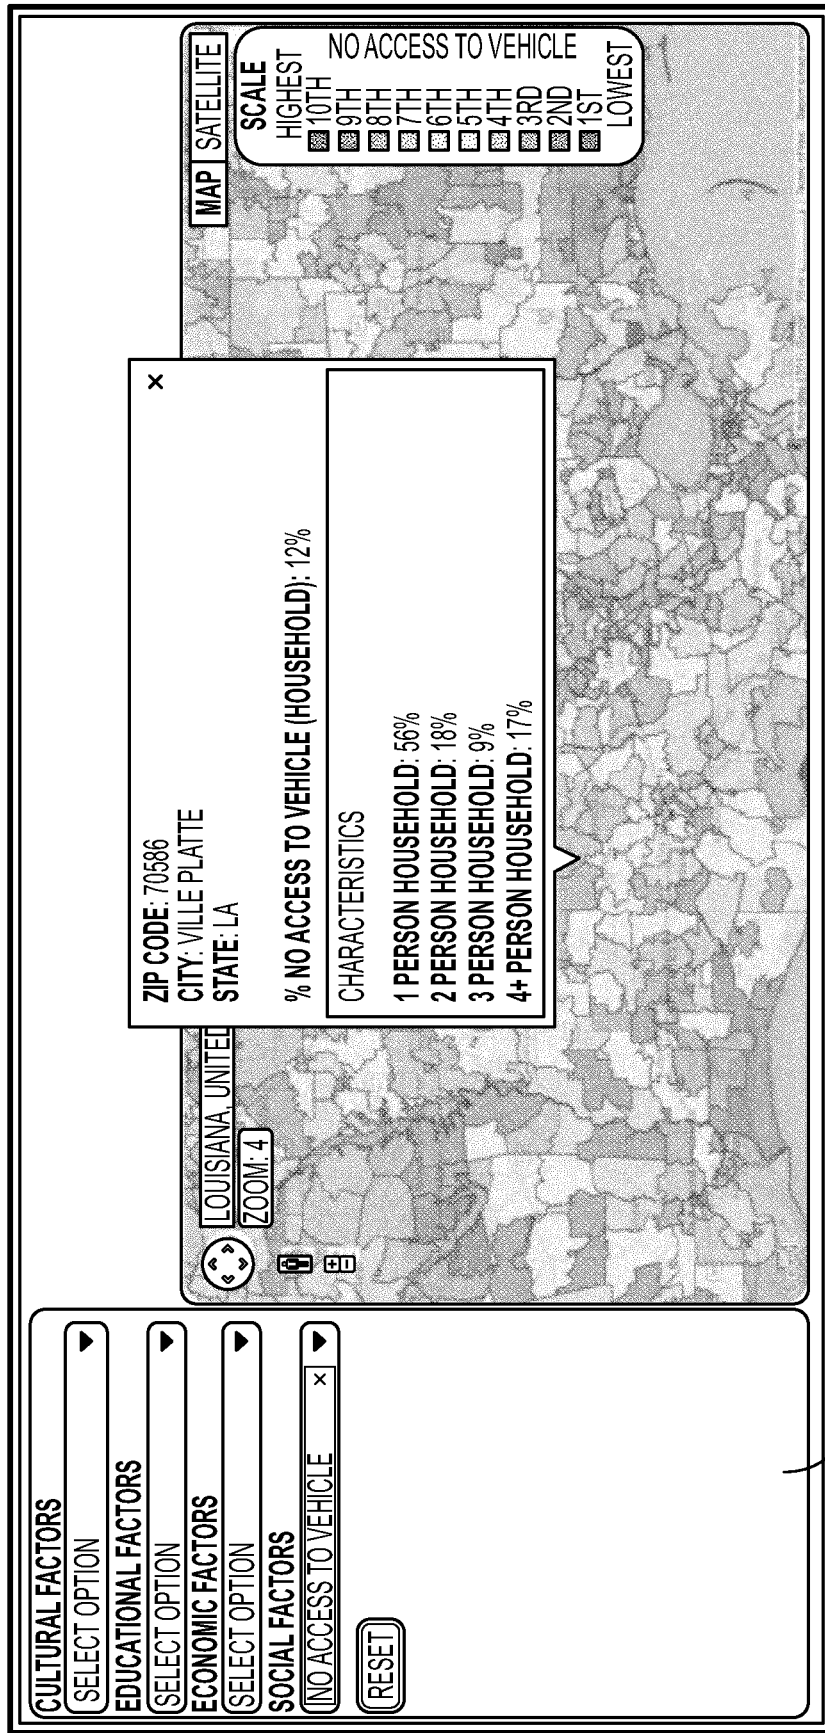 CULTURAL FACTORS
SELECT OPTION
EDUCATIONAL FACTORS
SELECT OPTION
ECONOMIC FACTORS
SELECT OPTION
SOCIAL FACTORS
NO ACCESS TO VEHICLE ×
RESET
LOUISIANA, UNITED
ZOOM: 4
ZIP CODE: 70586 ×
CITY: VILLE PLATTE
STATE: LA
% NO ACCESS TO VEHICLE (HOUSEHOLD): 12%
CHARACTERISTICS
1 PERSON HOUSEHOLD: 56%
2 PERSON HOUSEHOLD: 18%
3 PERSON HOUSEHOLD: 9%
4+ PERSON HOUSEHOLD: 17%
MAP SATELLITE
SCALE
HIGHEST
10TH
9TH
8TH
7TH
6TH
5TH
4TH
3RD
2ND
1ST
LOWEST
NO ACCESS TO VEHICLE